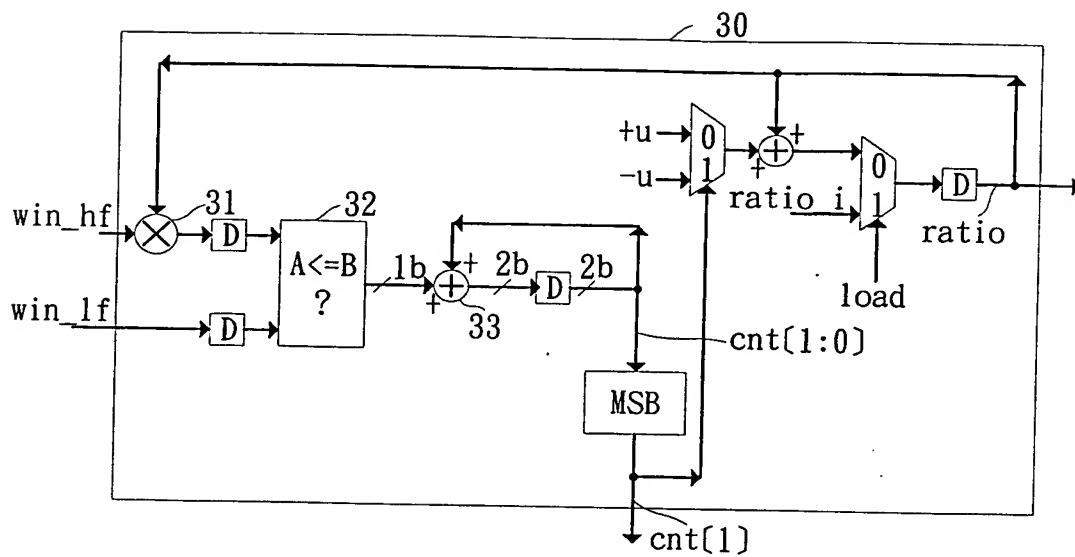 30
+u
0
1
-u
+
+
+
ratio_i
0
1
D
ratio
load
win_hf
31
D
32
A<=B
?
1b
+
+
+
33
2b
D
2b
win_lf
D
cnt[1:0]
MSB
cnt[1]